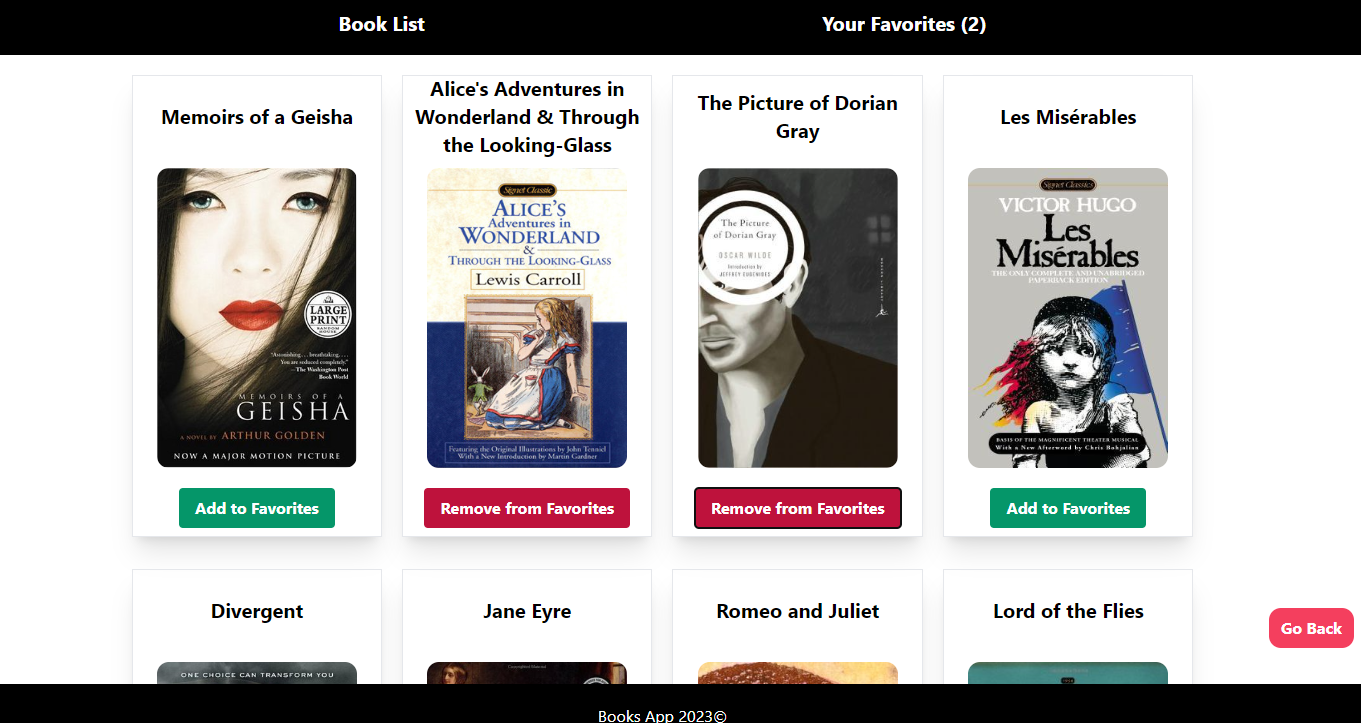 Book List
Your Favorites (2)
Memoirs of a Geisha
LARGE
PRINT
RANDOM HOUSE
"Astonishing . . . breathtaking. . . .
You are seduced completely."
—The Washington Post
Book World
MEMOIRS OF A
GEISHA
A NOVEL BY ARTHUR GOLDEN
NOW A MAJOR MOTION PICTURE
Add to Favorites
Alice's Adventures in
Wonderland & Through
the Looking-Glass
Signet Classic
ALICE'S
Adventures in
WONDERLAND
&
THROUGH THE LOOKING-GLASS
Lewis Carroll
Featuring the Original Illustrations by John Tenniel
With a New Introduction by Martin Gardner
Remove from Favorites
The Picture of Dorian
Gray
The Picture
of Dorian Gray
OSCAR WILDE
Introduction by
JEFFREY EUGENIDES
Remove from Favorites
Les Misérables
Signet Classics
VICTOR HUGO
Les
Misérables
THE ONLY COMPLETE AND UNABRIDGED
PAPERBACK EDITION
BASIS OF THE MAGNIFICENT THEATER MUSICAL
With a New Afterword by Chris Bohjalian
Add to Favorites
Divergent
ONE CHOICE CAN TRANSFORM YOU
Jane Eyre
Romeo and Juliet
Lord of the Flies
Go Back
Books App 2023©